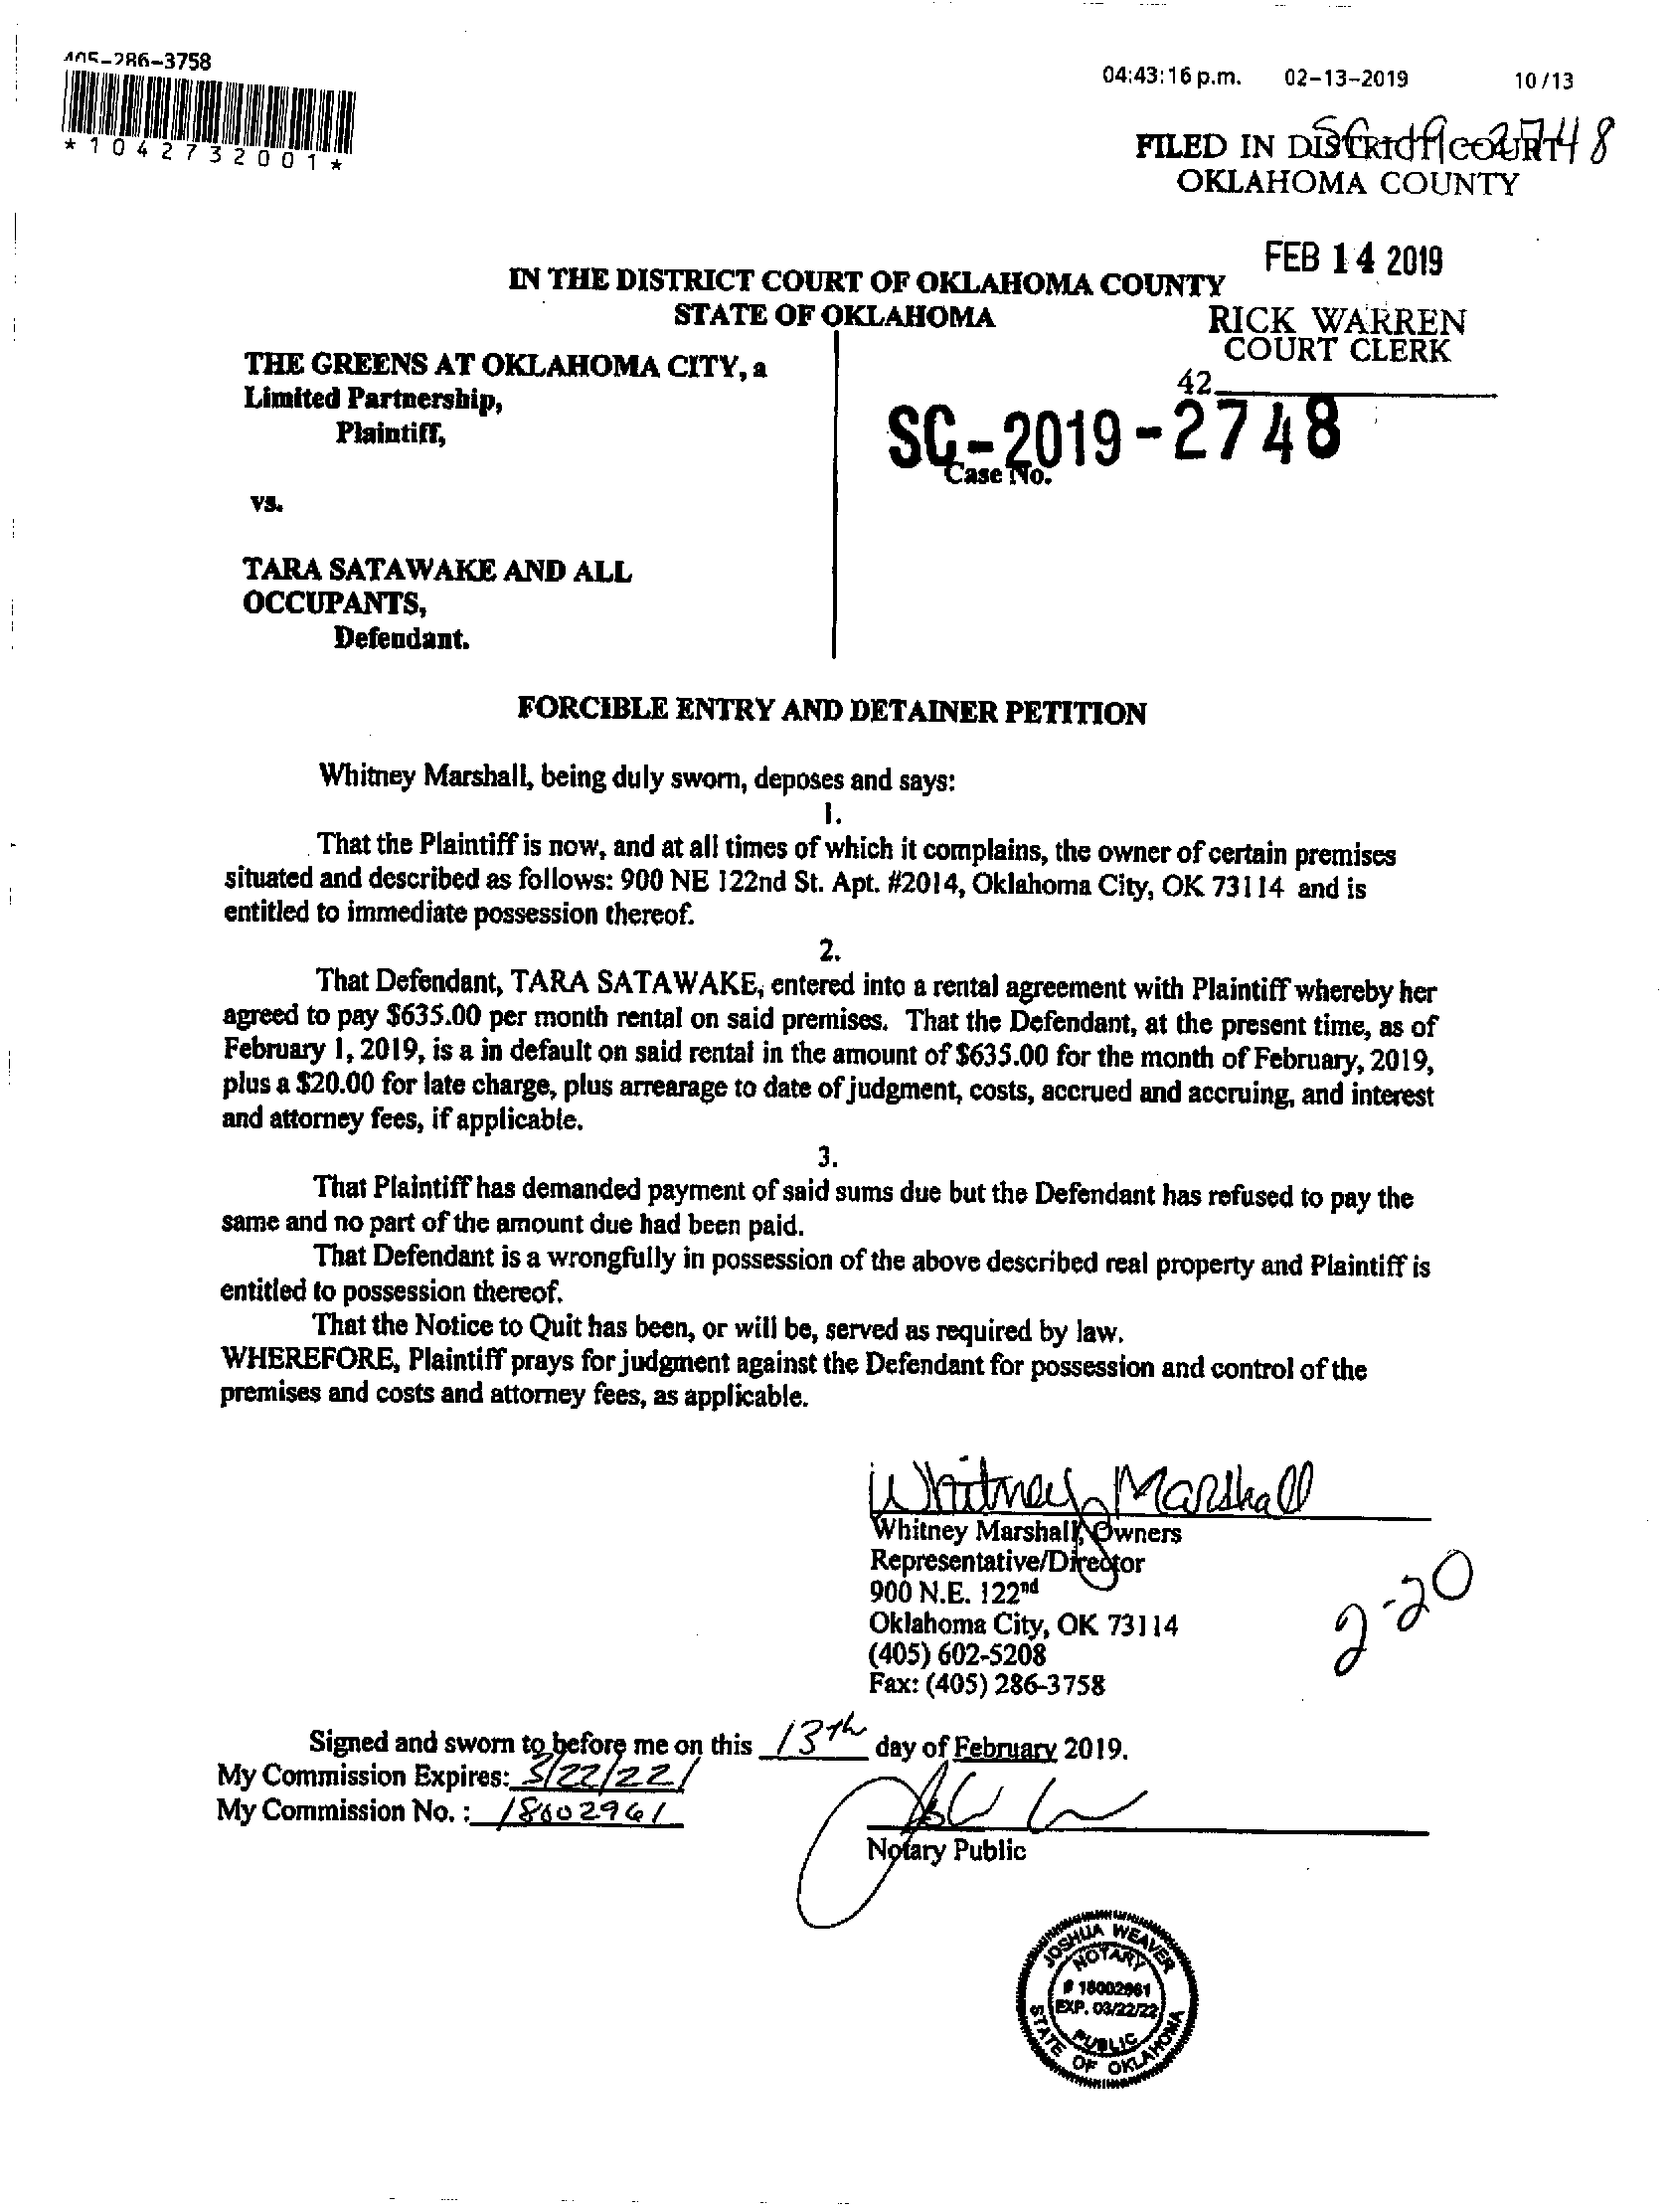 405-286-3758
04:43:16 p.m. 02-13-2019 10/13
*1042732001*
SC-19-2748
FILED IN DISTRICT COURT
OKLAHOMA COUNTY
FEB 14 2019
IN THE DISTRICT COURT OF OKLAHOMA COUNTY
STATE OF OKLAHOMA
RICK WARREN
COURT CLERK
42
THE GREENS AT OKLAHOMA CITY, a
Limited Partnership,
Plaintiff,
SC-2019-2748
Case No.
vs.
TARA SATAWAKE AND ALL
OCCUPANTS,
Defendant.
FORCIBLE ENTRY AND DETAINER PETITION
Whitney Marshall, being duly sworn, deposes and says:
1.
That the Plaintiff is now, and at all times of which it complains, the owner of certain premises
situated and described as follows: 900 NE 122nd St. Apt. #2014, Oklahoma City, OK 73114 and is
entitled to immediate possession thereof.
2.
That Defendant, TARA SATAWAKE, entered into a rental agreement with Plaintiff whereby her
agreed to pay $635.00 per month rental on said premises. That the Defendant, at the present time, as of
February 1, 2019, is a in default on said rental in the amount of $635.00 for the month of February, 2019,
plus a $20.00 for late charge, plus arrearage to date of judgment, costs, accrued and accruing, and interest
and attorney fees, if applicable.
3.
That Plaintiff has demanded payment of said sums due but the Defendant has refused to pay the
same and no part of the amount due had been paid.
That Defendant is a wrongfully in possession of the above described real property and Plaintiff is
entitled to possession thereof.
That the Notice to Quit has been, or will be, served as required by law.
WHEREFORE, Plaintiff prays for judgment against the Defendant for possession and control of the
premises and costs and attorney fees, as applicable.
Whitney Marshall
Whitney Marshall, Owners
Representative/Director
900 N.E. 122nd
Oklahoma City, OK 73114
(405) 602-5208
Fax: (405) 286-3758
2-20
Signed and sworn to before me on this 13th day of February 2019.
My Commission Expires: 3/22/22
My Commission No. : 18002961
Notary Public
JOSHUA WEAVER
NOTARY
# 18002961
EXP. 03/22/22
PUBLIC
STATE OF OKLAHOMA